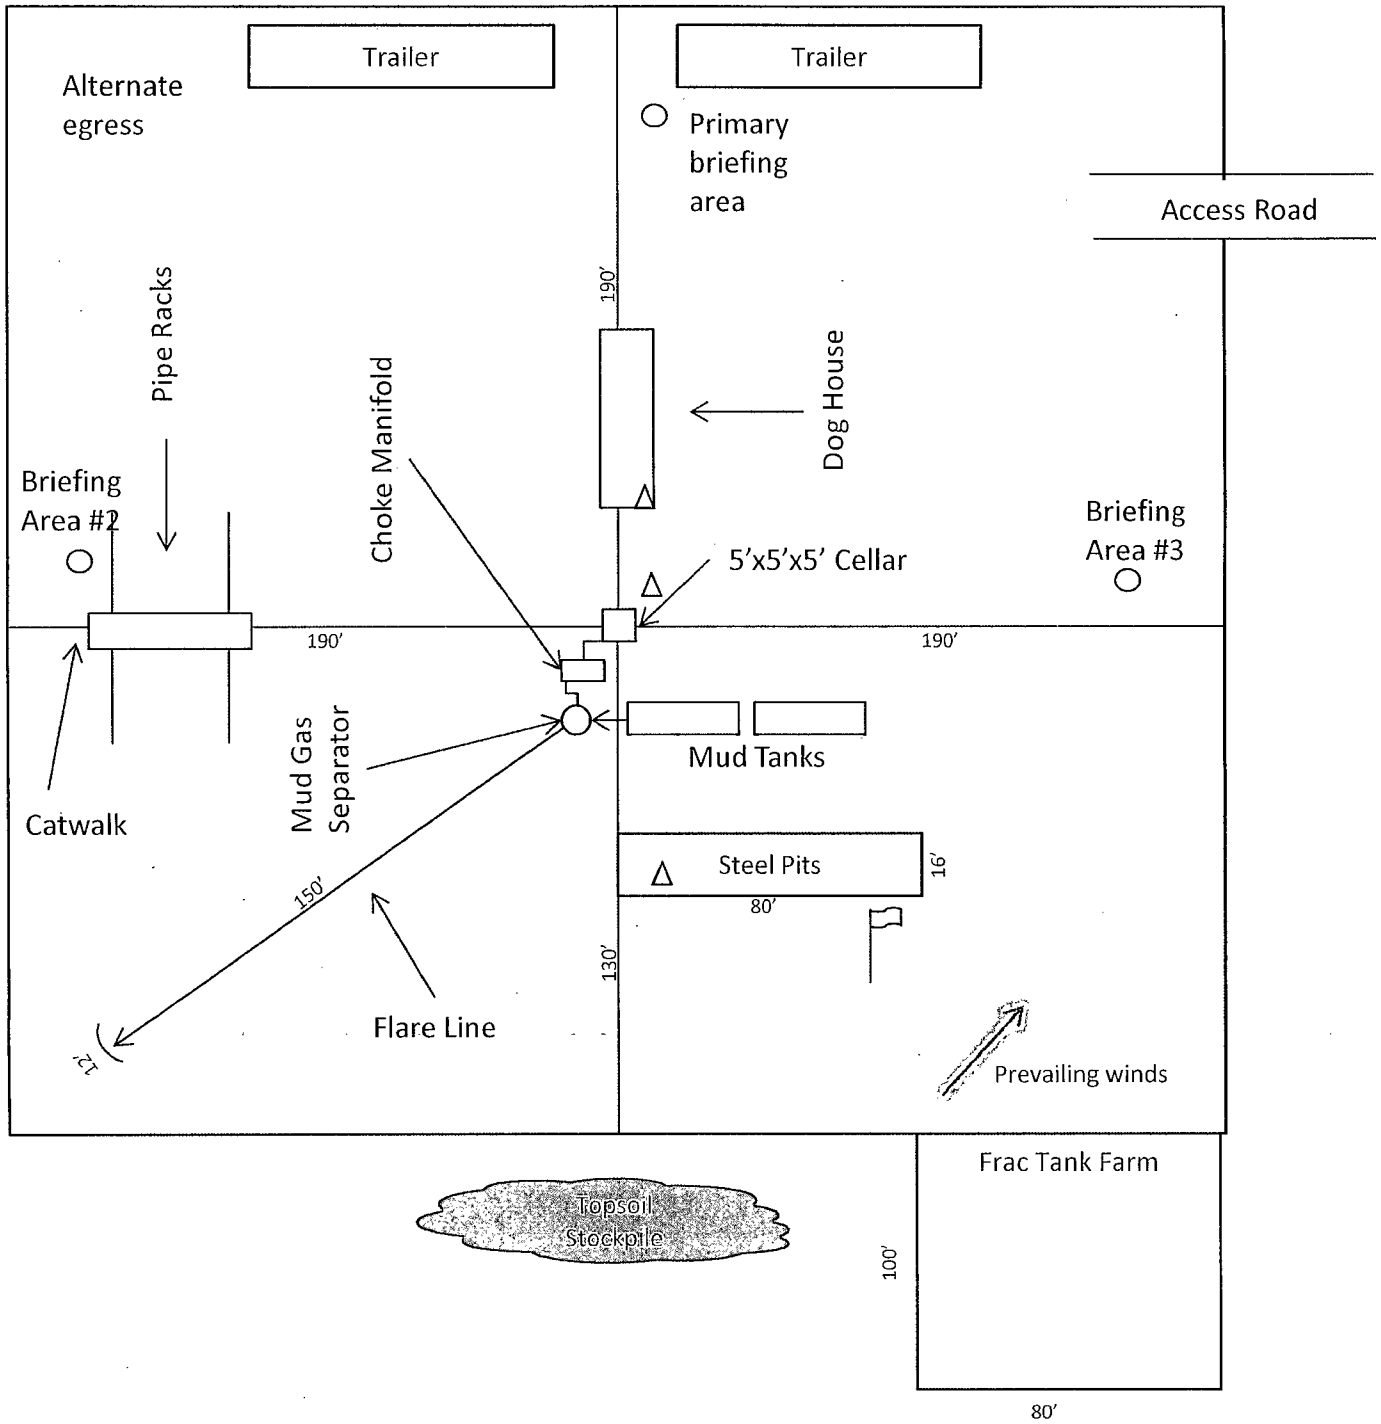 Trailer
Trailer
Alternate
egress
Primary
briefing
area
Access Road
190’
Pipe Racks
Choke Manifold
Dog House
Briefing
Area #2
Briefing
Area #3
5’x5’x5’ Cellar
190’
190’
Mud Gas
Separator
Mud Tanks
Catwalk
Steel Pits
16’
80’
150’
130’
Flare Line
12’
Prevailing winds
Frac Tank Farm
Topsoil
Stockpile
100’
80’